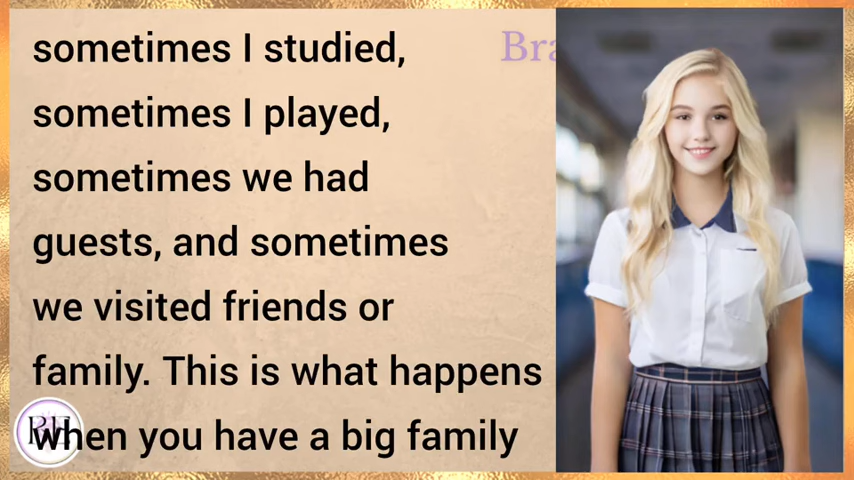 sometimes I studied,
sometimes I played,
sometimes we had
guests, and sometimes
we visited friends or
family. This is what happens
when you have a big family